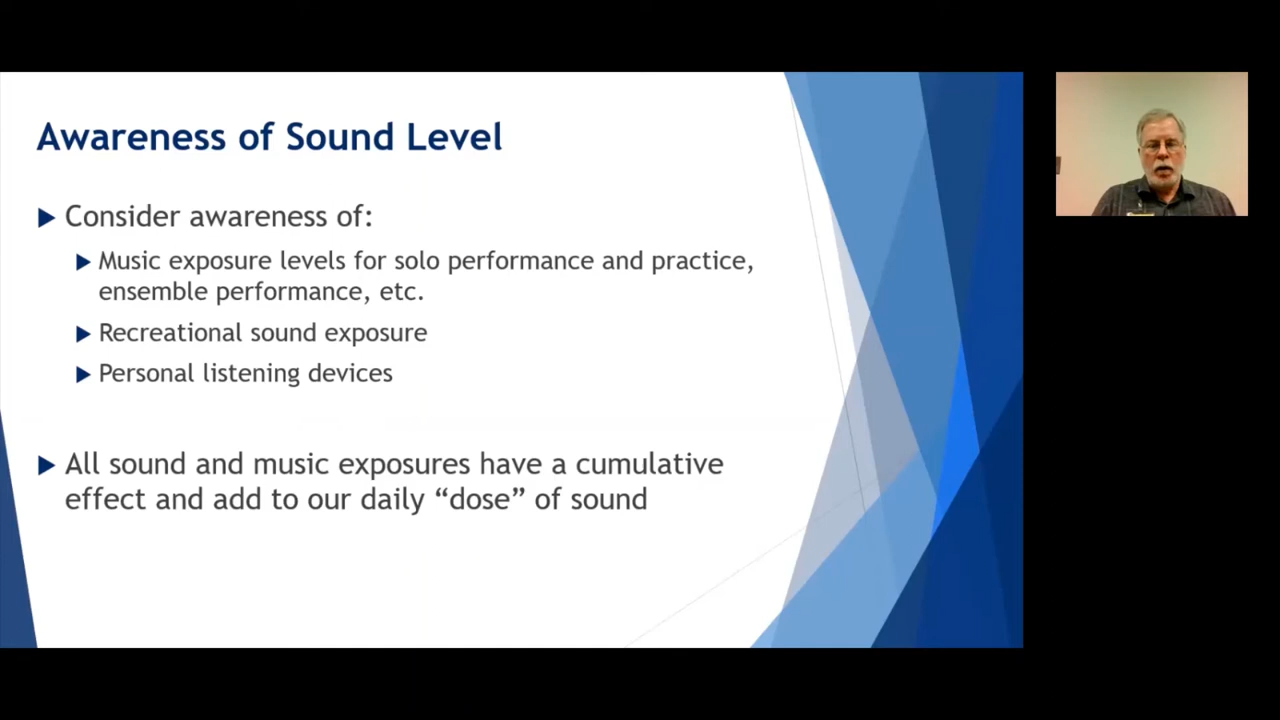 Awareness of Sound Level
Consider awareness of:
Music exposure levels for solo performance and practice,
ensemble performance, etc.
Recreational sound exposure
Personal listening devices
All sound and music exposures have a cumulative
effect and add to our daily “dose” of sound